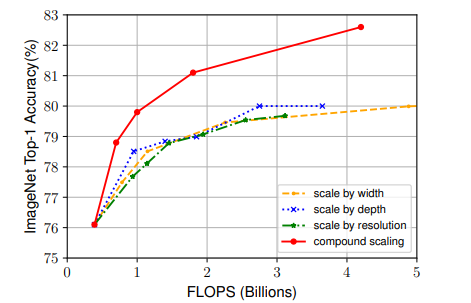 83
82
81
80
79
78
77
76
75
ImageNet Top-1 Accuracy(%)
scale by width
scale by depth
scale by resolution
compound scaling
0 1 2 3 4 5
FLOPS (Billions)